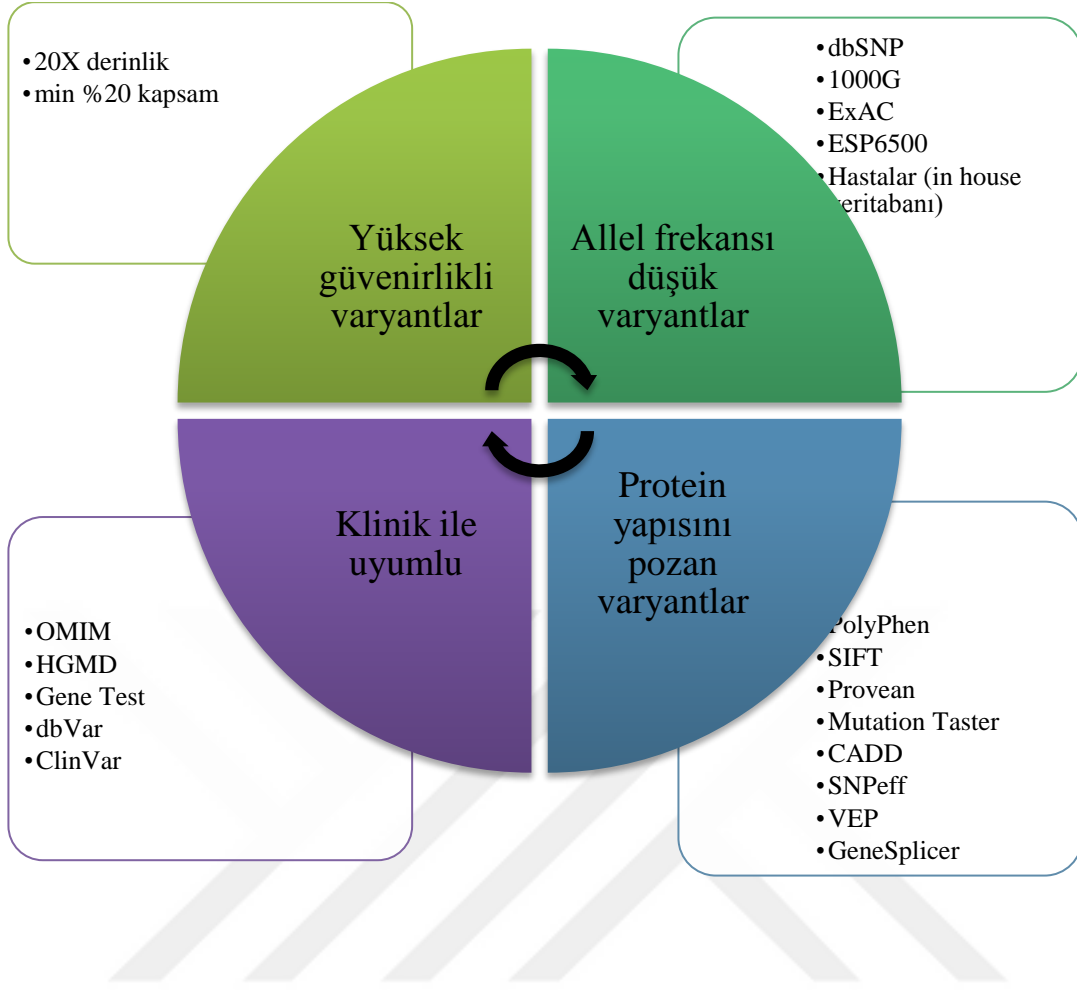 • 20X derinlik
• min %20 kapsam
Yüksek
güvenirlikli
varyantlar
• dbSNP
• 1000G
• ExAC
• ESP6500
• Hastalar (in house
veritabanı)
Allel frekansı
düşük
varyantlar
Klinik ile
uyumlu
• OMIM
• HGMD
• Gene Test
• dbVar
• ClinVar
Protein
yapısını
pozan
varyantlar
PolyPhen
• SIFT
• Provean
• Mutation Taster
• CADD
• SNPeff
• VEP
• GeneSplicer